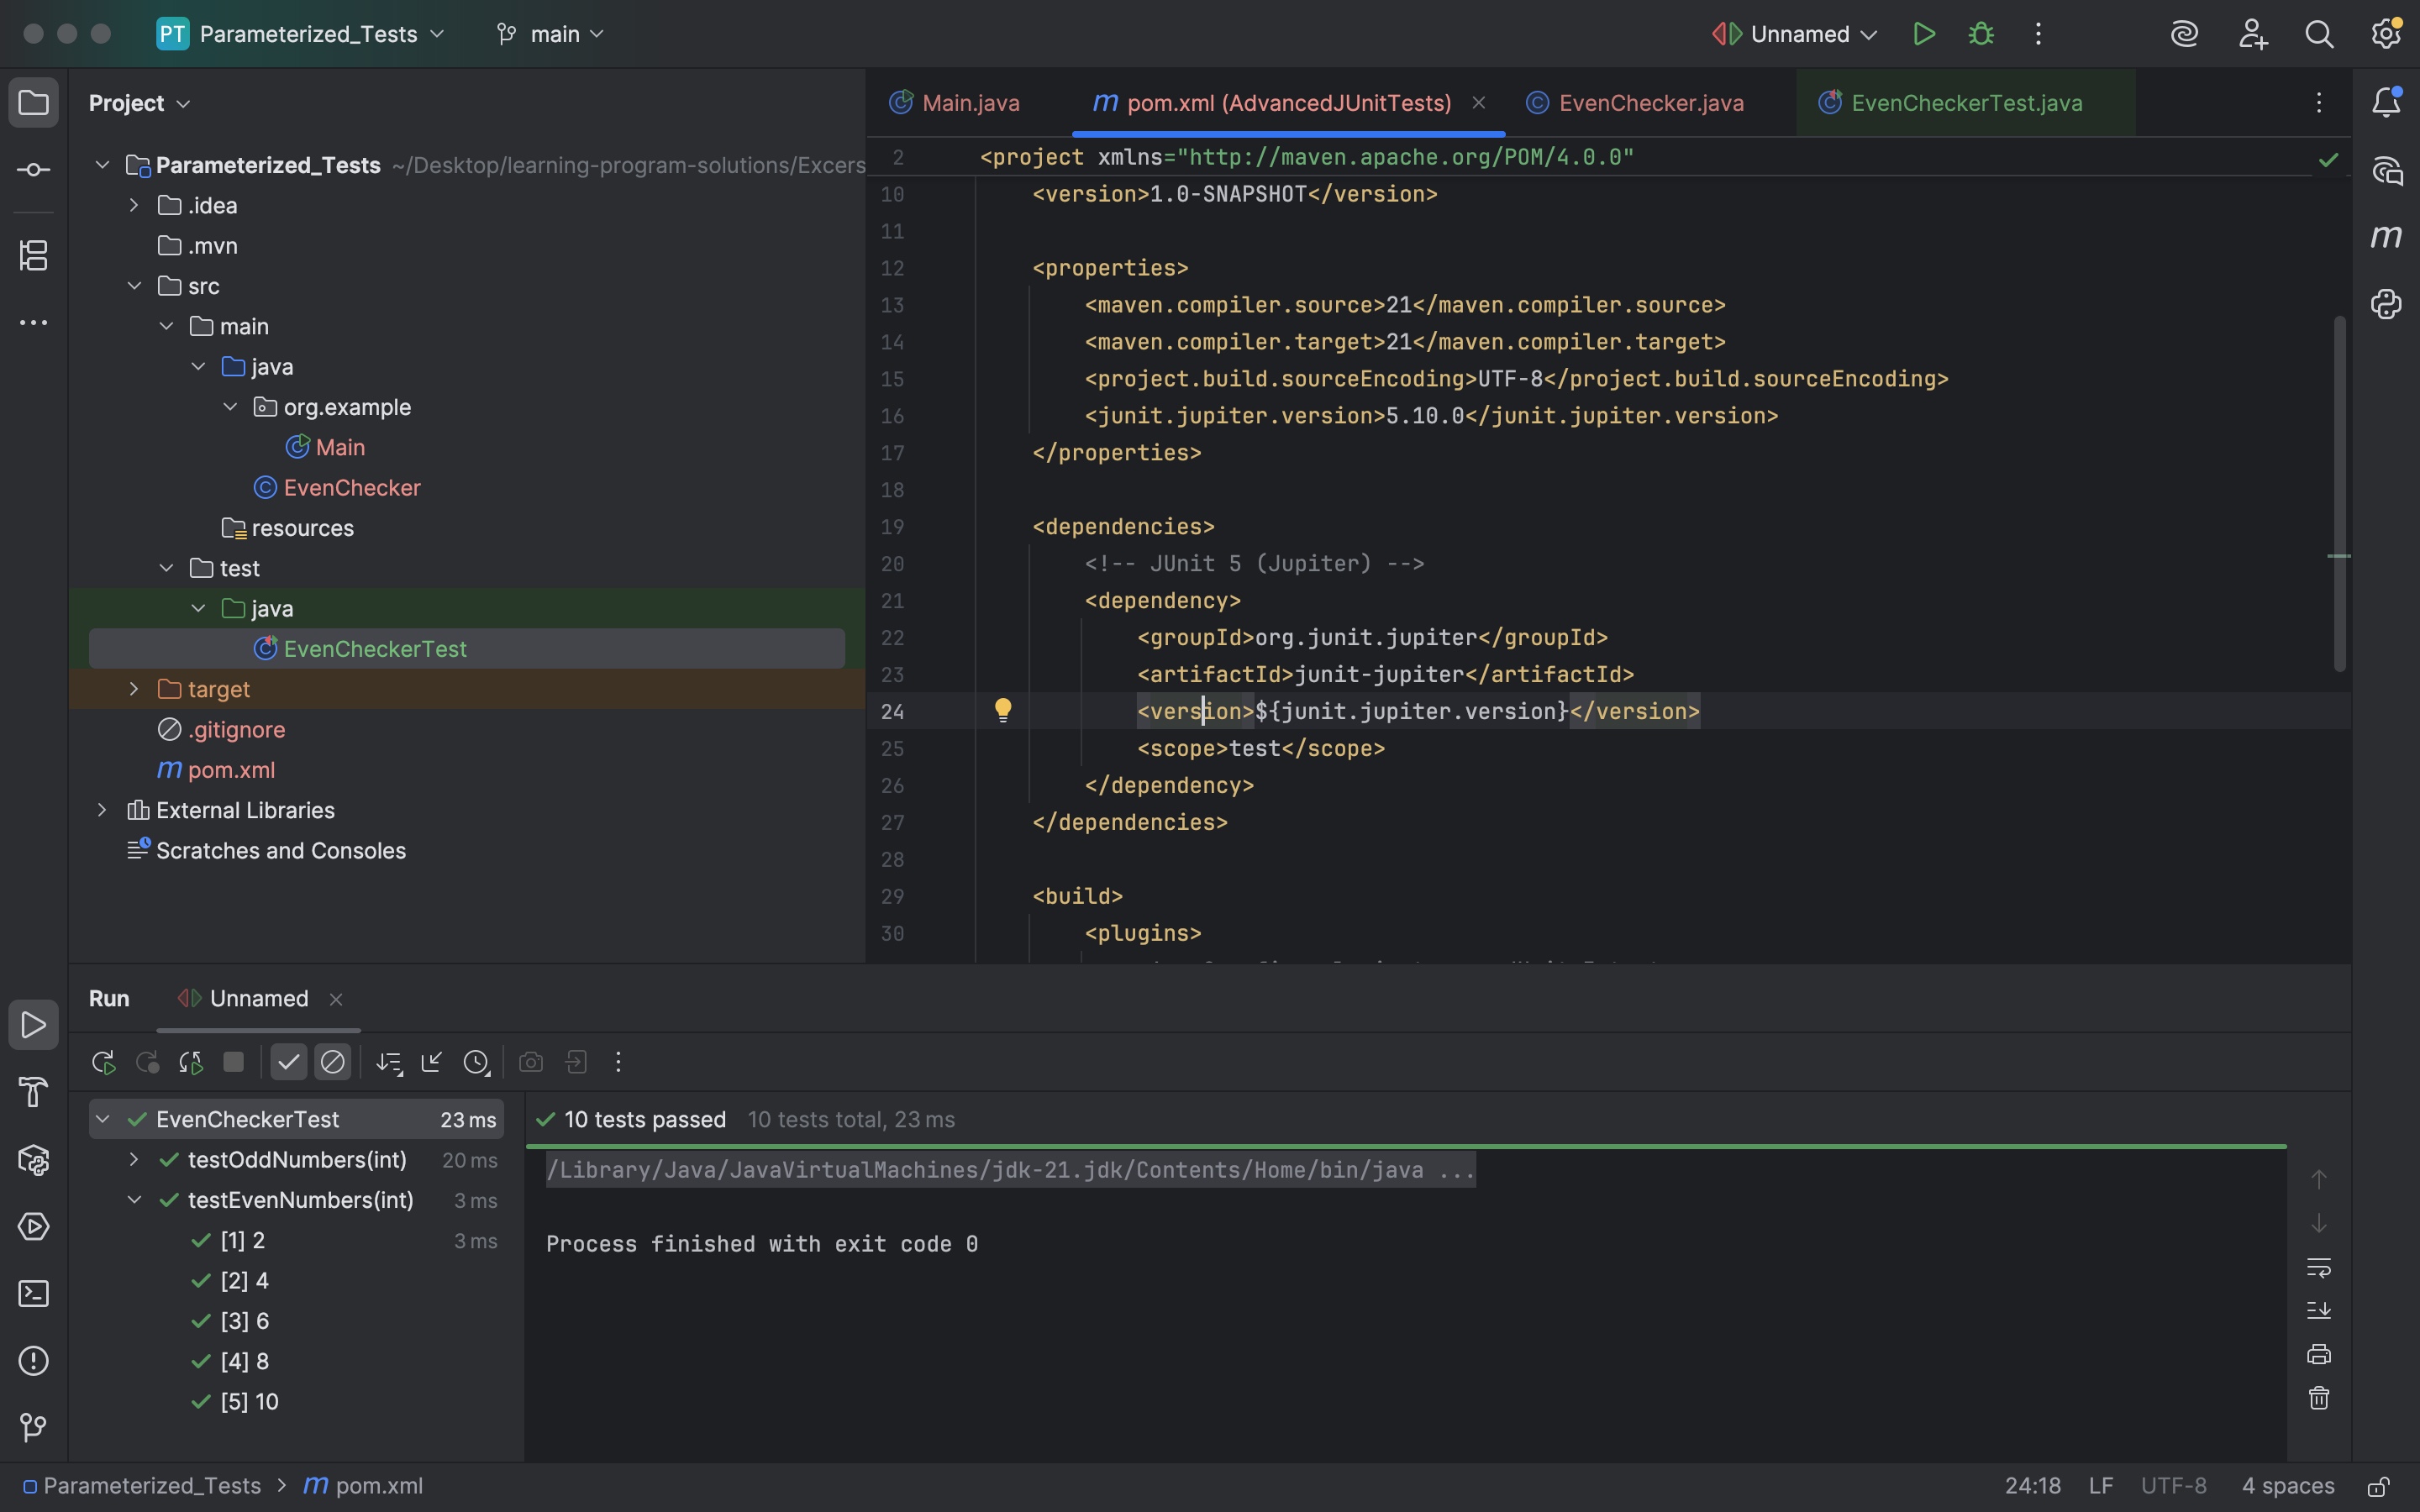 PT Parameterized_Tests main Unnamed
Project
Parameterized_Tests ~/Desktop/learning-program-solutions/Excers
.idea
.mvn
src
main
java
org.example
Main
EvenChecker
resources
test
java
EvenCheckerTest
target
.gitignore
pom.xml
External Libraries
Scratches and Consoles
Main.java pom.xml (AdvancedJUnitTests) EvenChecker.java EvenCheckerTest.java
2 <project xmlns="http://maven.apache.org/POM/4.0.0"
10 <version>1.0-SNAPSHOT</version>
11
12 <properties>
13 <maven.compiler.source>21</maven.compiler.source>
14 <maven.compiler.target>21</maven.compiler.target>
15 <project.build.sourceEncoding>UTF-8</project.build.sourceEncoding>
16 <junit.jupiter.version>5.10.0</junit.jupiter.version>
17 </properties>
18
19 <dependencies>
20 <!-- JUnit 5 (Jupiter) -->
21 <dependency>
22 <groupId>org.junit.jupiter</groupId>
23 <artifactId>junit-jupiter</artifactId>
24 <version>${junit.jupiter.version}</version>
25 <scope>test</scope>
26 </dependency>
27 </dependencies>
28
29 <build>
30 <plugins>
Run Unnamed
EvenCheckerTest 23 ms
testOddNumbers(int) 20 ms
testEvenNumbers(int) 3 ms
[1] 2 3 ms
[2] 4
[3] 6
[4] 8
[5] 10
10 tests passed 10 tests total, 23 ms
/Library/Java/JavaVirtualMachines/jdk-21.jdk/Contents/Home/bin/java ...
Process finished with exit code 0
Parameterized_Tests > m pom.xml 24:18 LF UTF-8 4 spaces